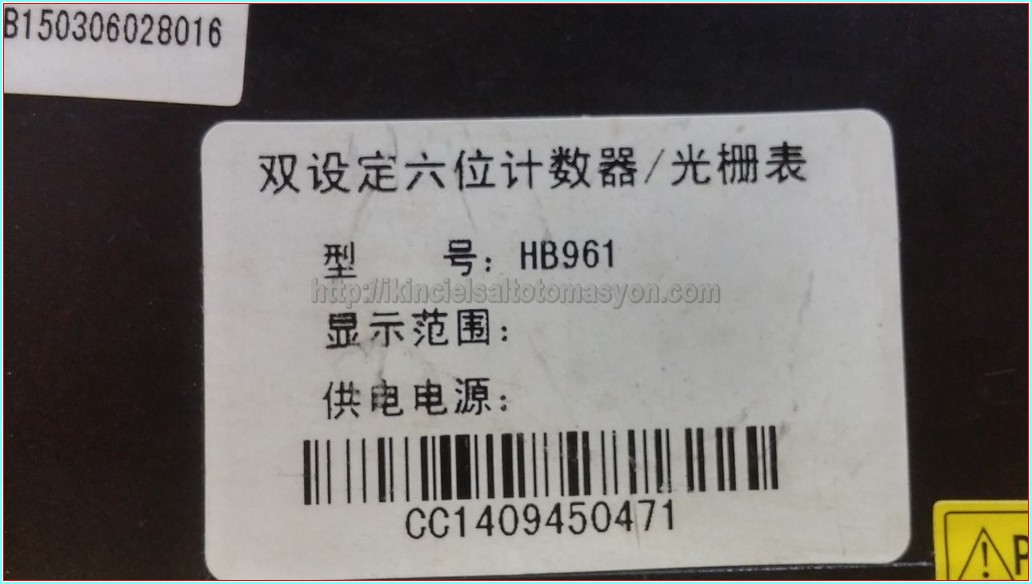 B150306028016
双设定六位计数器/光栅表
型 号: HB961
http://ikincielsaltotomasyon.com
显示范围:
供电电源:
CC1409450471
P